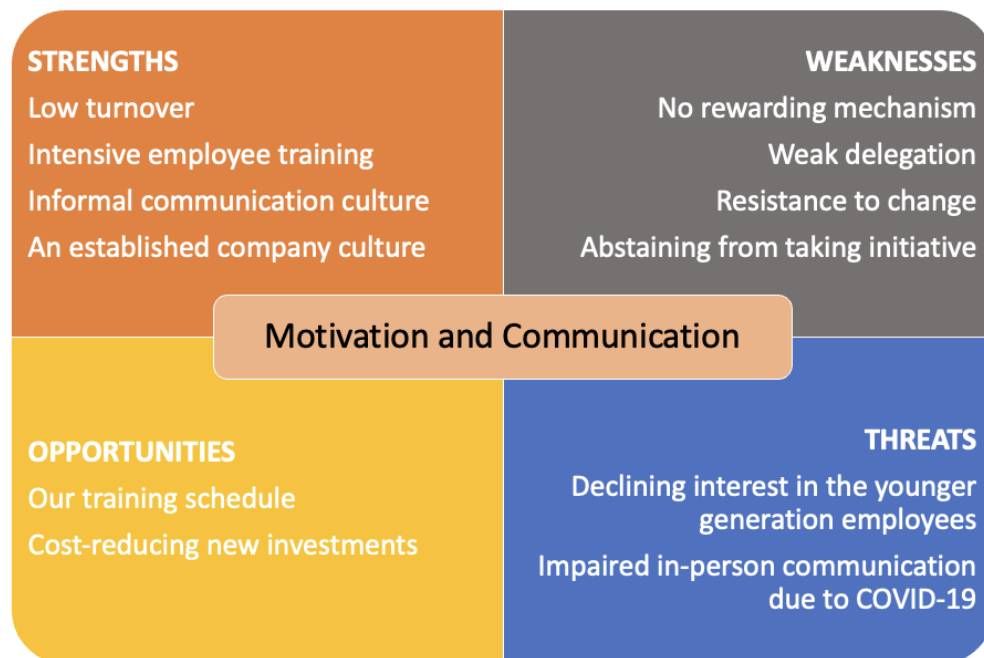 STRENGTHS
Low turnover
Intensive employee training
Informal communication culture
An established company culture
WEAKNESSES
No rewarding mechanism
Weak delegation
Resistance to change
Abstaining from taking initiative
Motivation and Communication
OPPORTUNITIES
Our training schedule
Cost-reducing new investments
THREATS
Declining interest in the younger
generation employees
Impaired in-person communication
due to COVID-19